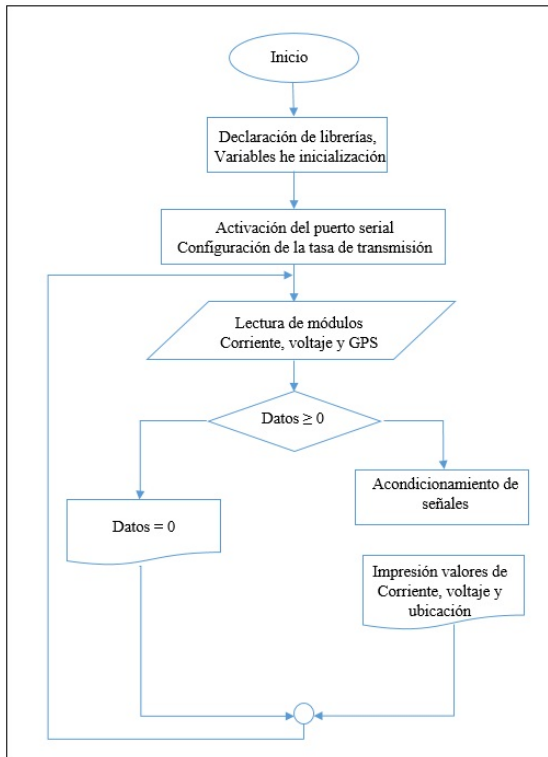 Inicio
Declaración de librerías,
Variables he inicialización
Activación del puerto serial
Configuración de la tasa de transmisión
Lectura de módulos
Corriente, voltaje y GPS
Datos ≥ 0
Acondicionamiento de
señales
Datos = 0
Impresión valores de
Corriente, voltaje y
ubicación